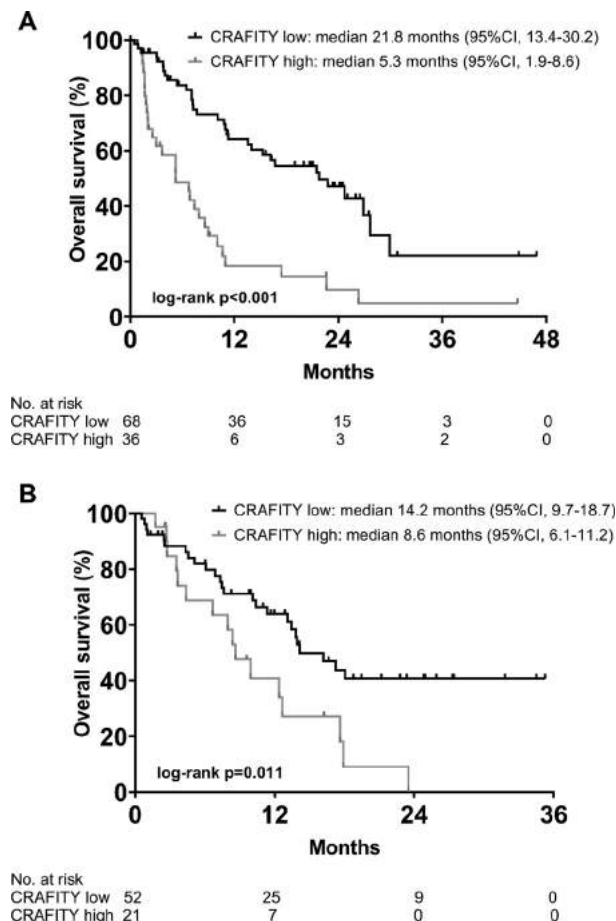 A
CRAFITY low: median 21.8 months (95%CI, 13.4-30.2)
CRAFITY high: median 5.3 months (95%CI, 1.9-8.6)
Overall survival (%)
100
80
60
40
20
0
log-rank p<0.001
0 12 24 36 48
Months
No. at risk
CRAFITY low 68 36 15 3 0
CRAFITY high 36 6 3 2 0
B
CRAFITY low: median 14.2 months (95%CI, 9.7-18.7)
CRAFITY high: median 8.6 months (95%CI, 6.1-11.2)
Overall survival (%)
100
80
60
40
20
0
log-rank p=0.011
0 12 24 36
Months
No. at risk
CRAFITY low 52 25 9 0
CRAFITY high 21 7 0 0